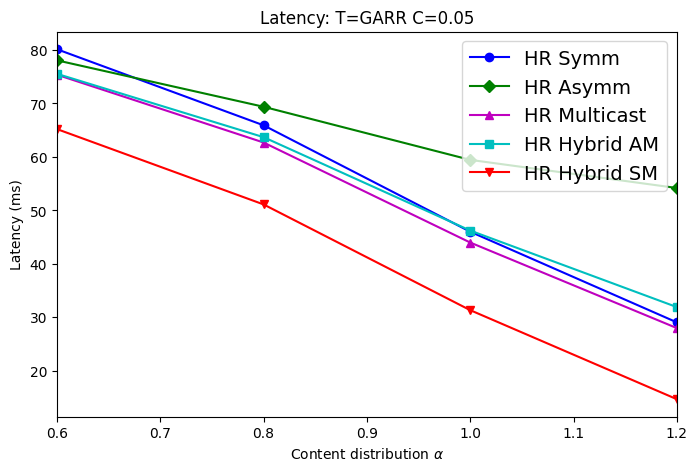 Latency: T=GARR C=0.05
HR Symm
HR Asymm
HR Multicast
HR Hybrid AM
HR Hybrid SM
Latency (ms)
80
70
60
50
40
30
20
0.6
0.7
0.8
0.9
1.0
1.1
1.2
Content distribution α